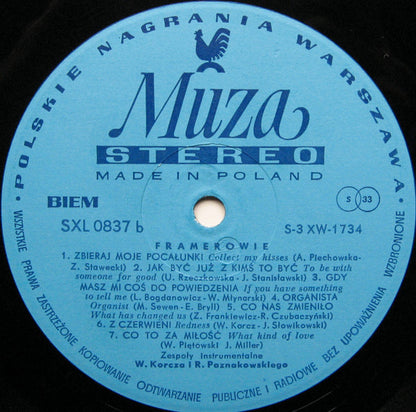 • POLSKIE NAGRANIA WARSZAWA •
Muza
STEREO
MADE IN POLAND
BIEM
S 33
SXL 0837 b
S-3 XW-1734
FRAMEROWIE
1. ZBIERAJ MOJE POCAŁUNKI Collect my kisses (A. Piechowska-
Z. Stawecki) 2. JAK BYĆ JUŻ Z KIMŚ TO BYĆ To be with
someone for good (U. Rzeczkowska - J. Stanisławski) 3. GDY
MASZ MI COŚ DO POWIEDZENIA If you have something
to tell me (L. Bogdanowicz - W. Młynarski) 4. ORGANISTA
Organist (M. Sewen - E. Bryll) 5. CO NAS ZMIENIŁO
What has changed us (Z. Frankiewicz - R. Czubaczyński)
6. Z CZERWIENI Redness (W. Korcz - J. Słowikowski)
7. CO TO ZA MIŁOŚĆ What kind of love
(W. Piętowski J. Miller)
Zespoły Instrumentalne
W. Korcza i R. Poznakowskiego
• WSZYSTKIE PRAWA ZASTRZEŻONE KOPIOWANIE ODTWARZANIE PUBLICZNE I RADIOWE BEZ UPOWAŻNIENIA WZBRONIONE •